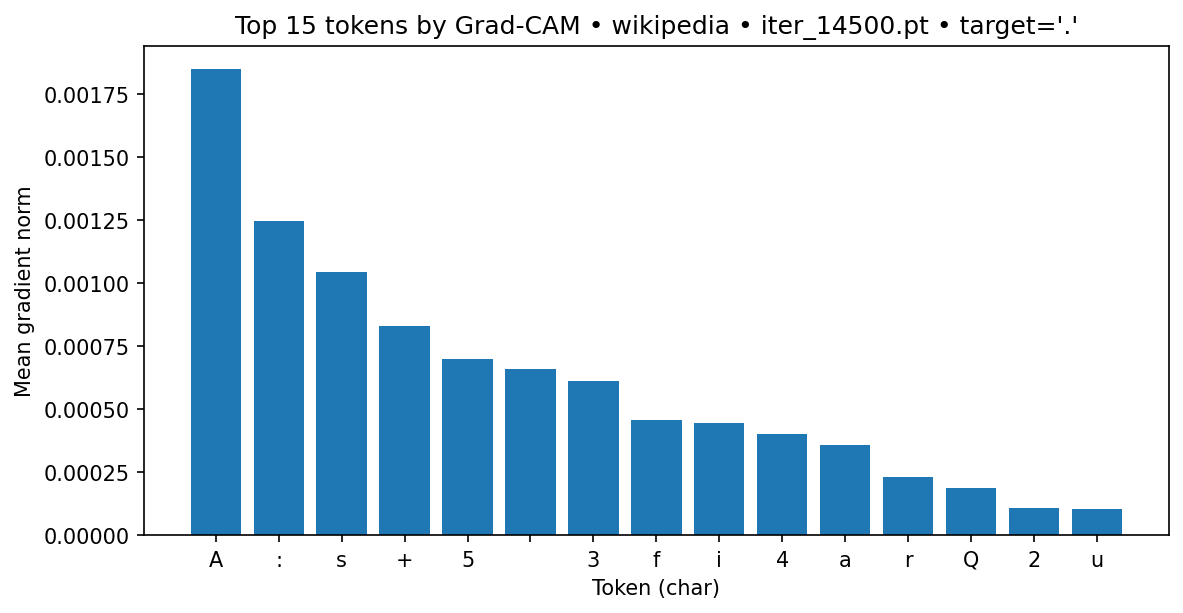 Top 15 tokens by Grad-CAM • wikipedia • iter_14500.pt • target='.'
Mean gradient norm
0.00175
0.00150
0.00125
0.00100
0.00075
0.00050
0.00025
0.00000
A : s + 5 3 f i 4 a r Q 2 u
Token (char)